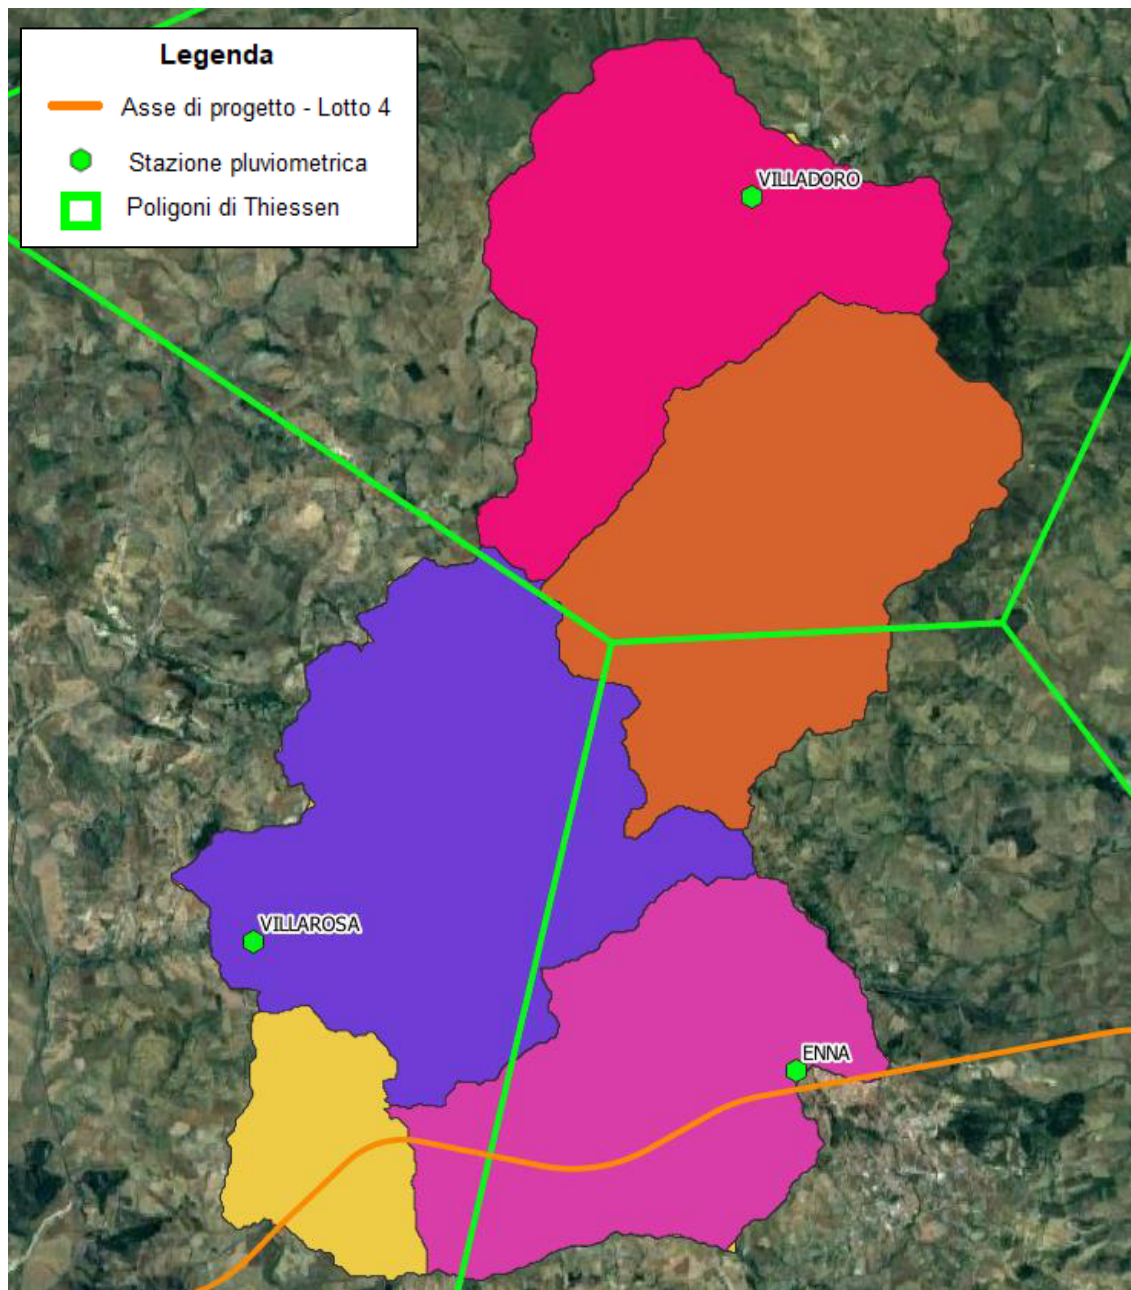 Legenda
Asse di progetto - Lotto 4
Stazione pluviometrica
Poligoni di Thiessen
VILLADORO
VILLAROSA
ENNA